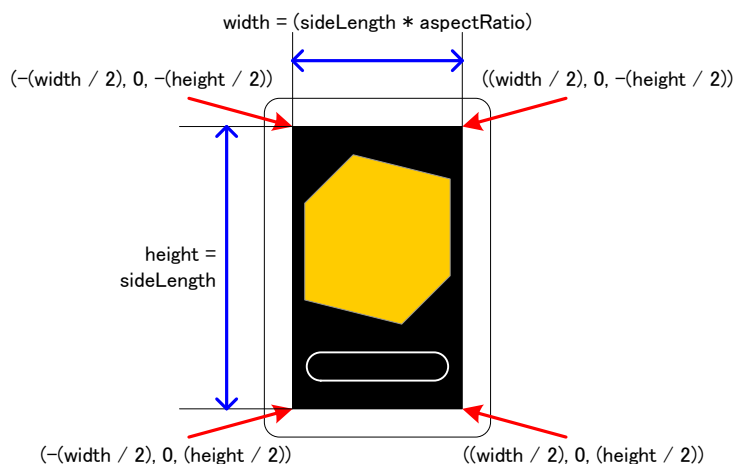 width = (sideLength * aspectRatio)
(-(width / 2), 0, -(height / 2))
((width / 2), 0, -(height / 2))
height =
sideLength
(-(width / 2), 0, (height / 2))
((width / 2), 0, (height / 2))